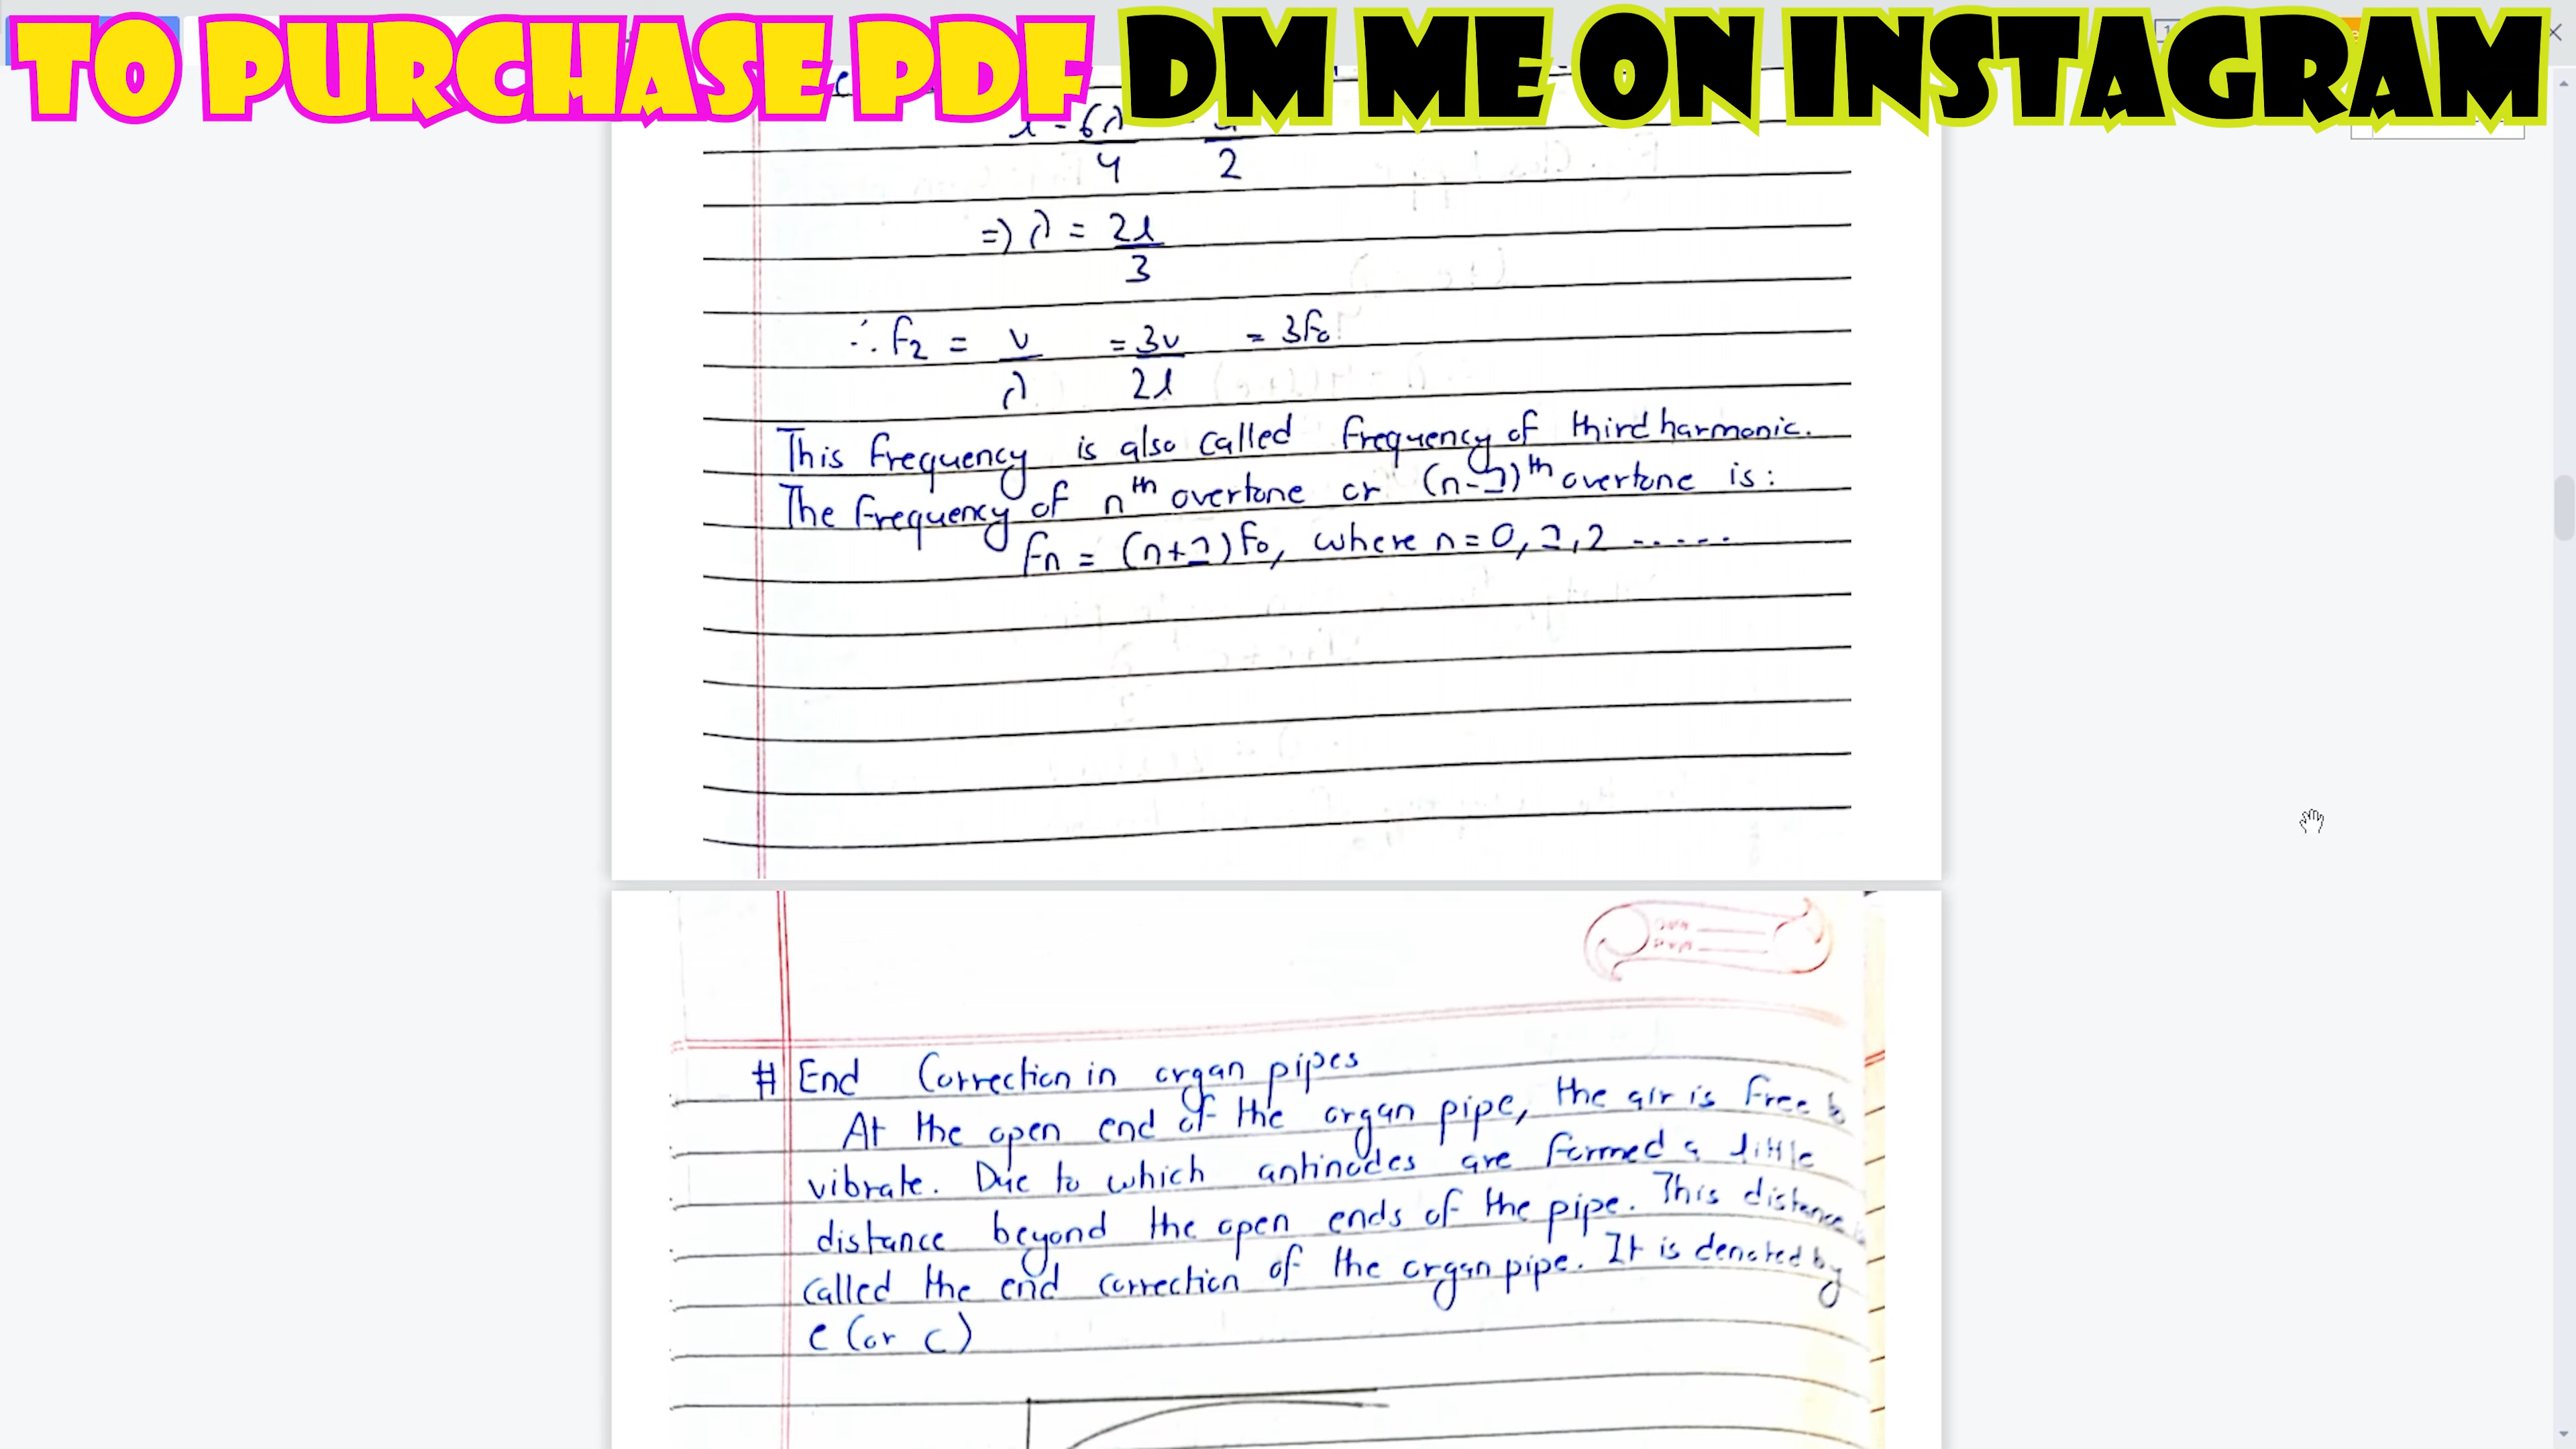 TO PURCHASE PDF DM ME ON INSTAGRAM
4 2
=) λ = 2l
3
∴ F2 = v = 3v = 3F0
λ 2l
This frequency is also called frequency of third harmonic.
The frequency of nth overtone or (n-1)th overtone is:
Fn = (n+1) F0, where n = 0, 1, 2 .....
# End Correction in organ pipes
At the open end of the organ pipe, the air is free to
vibrate. Due to which antinodes are formed a little
distance beyond the open ends of the pipe. This distance
called the end correction of the organ pipe. It is denoted by
e (or c)